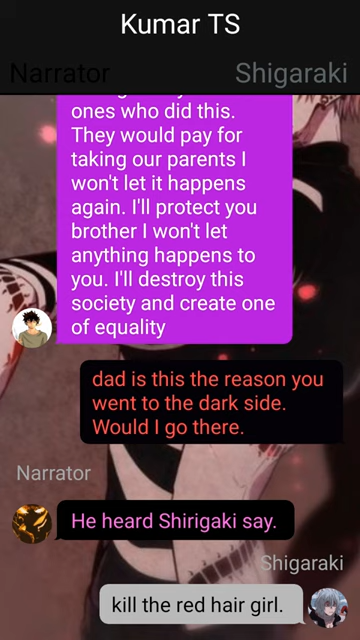 Kumar TS
Narrator
Shigaraki
ones who did this.
They would pay for
taking our parents I
won't let it happens
again. I'll protect you
brother I won't let
anything happens to
you. I'll destroy this
society and create one
of equality
dad is this the reason you
went to the dark side.
Would I go there.
Narrator
He heard Shirigaki say.
Shigaraki
kill the red hair girl.